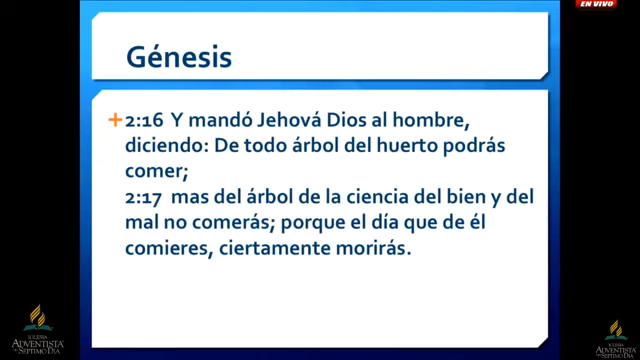 EN VIVO
Génesis
2:16 Y mandó Jehová Dios al hombre,
diciendo: De todo árbol del huerto podrás
comer;
2:17 mas del árbol de la ciencia del bien y del
mal no comerás; porque el día que de él
comieres, ciertamente morirás.
IGLESIA
ADVENTISTA
DEL SÉPTIMO DÍA
IGLESIA
ADVENTISTA
DEL SÉPTIMO DÍA